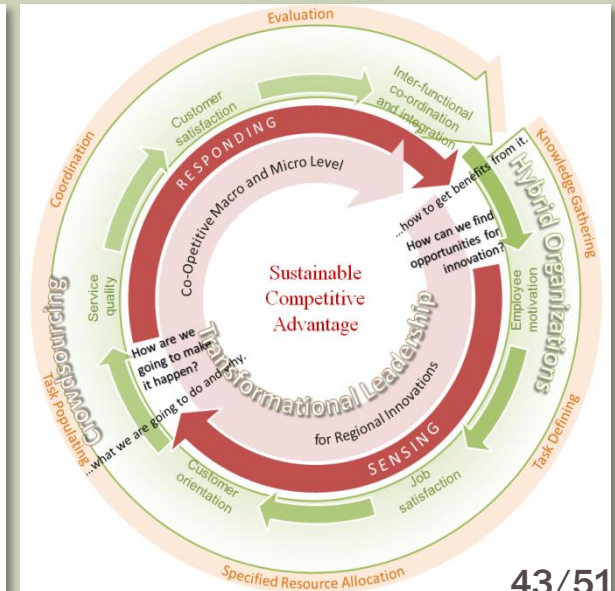 Evaluation
Coordination
Knowledge Gathering
Task Defining
Specified Resource Allocation
Task Populating
Crowdsourcing
Hybrid Organizations
Customer
satisfaction
Inter-functional
co-ordination
and integration
Employee
motivation
Job
satisfaction
Customer
orientation
Service
quality
RESPONDING
SENSING
Co-Opetitive Macro and Micro Level
for Regional Innovations
Transformational Leadership
Sustainable
Competitive
Advantage
...how to get benefits from it.
How can we find
opportunities for
innovation?
How are we
going to make
it happen?
...what we are going to do and why.
43/51